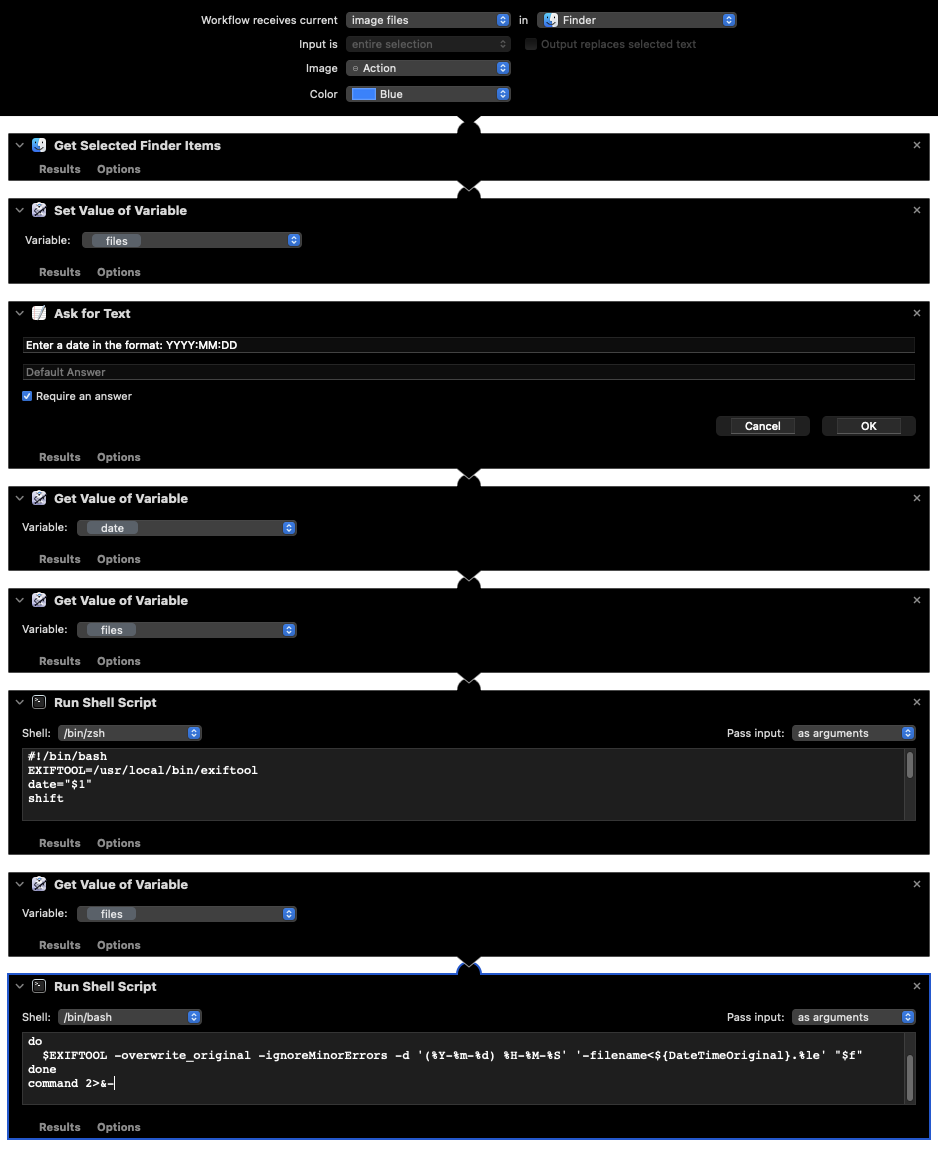 Workflow receives current image files in Finder
Input is entire selection Output replaces selected text
Image Action
Color Blue
Get Selected Finder Items
Results Options
Set Value of Variable
Variable: files
Results Options
Ask for Text
Enter a date in the format: YYYY:MM:DD
Default Answer
Require an answer
Cancel OK
Results Options
Get Value of Variable
Variable: date
Results Options
Get Value of Variable
Variable: files
Results Options
Run Shell Script
Shell: /bin/zsh Pass input: as arguments
#!/bin/bash
EXIFTOOL=/usr/local/bin/exiftool
date="$1"
shift
Results Options
Get Value of Variable
Variable: files
Results Options
Run Shell Script
Shell: /bin/bash Pass input: as arguments
do
$EXIFTOOL -overwrite_original -ignoreMinorErrors -d '(%Y-%m-%d) %H-%M-%S' '-filename<${DateTimeOriginal}.%le' "$f"
done
command 2>&-
Results Options